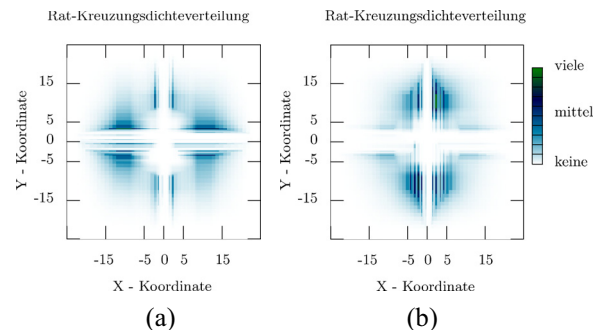 Rat-Kreuzungsdichteverteilung
Rat-Kreuzungsdichteverteilung
Y - Koordinate
15
5
0
-5
-15
-15
-5
0
5
15
X - Koordinate
Y - Koordinate
15
5
0
-5
-15
-15
-5
0
5
15
X - Koordinate
viele
mittel
keine
(a)
(b)